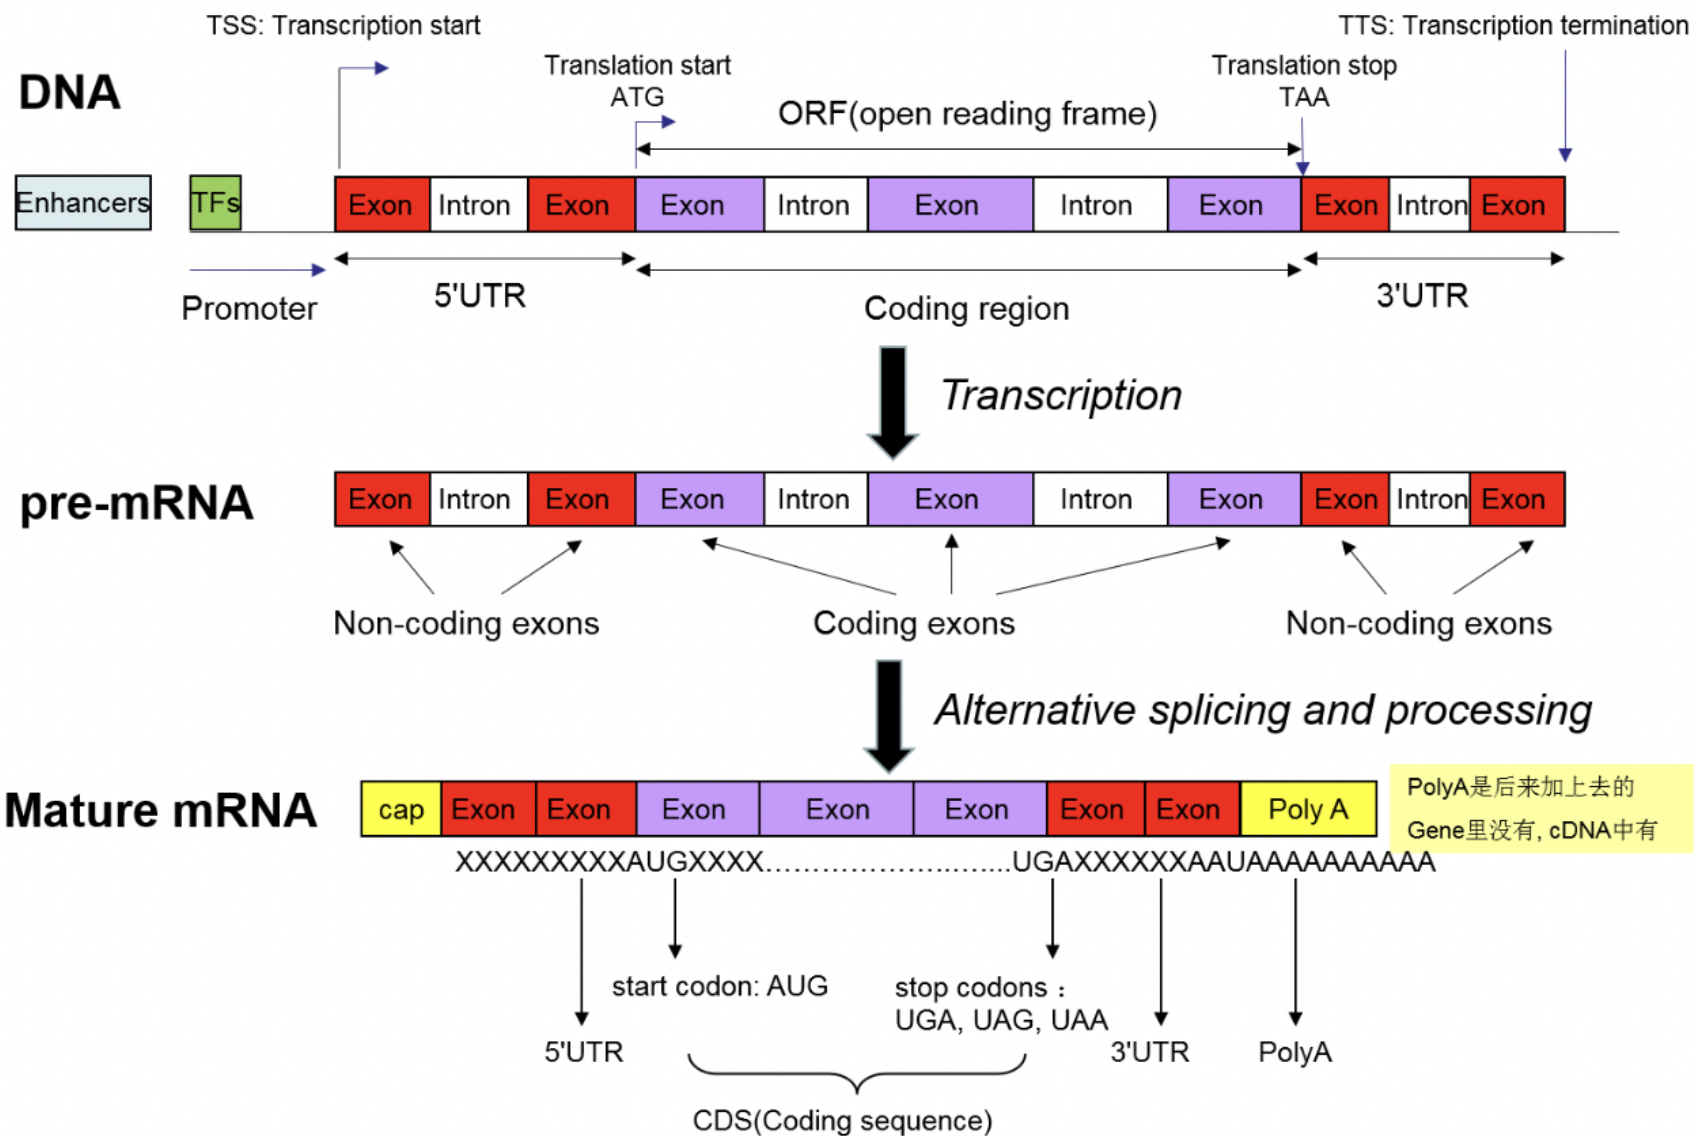 TSS: Transcription start
TTS: Transcription termination
DNA
Translation start
ATG
Translation stop
TAA
ORF(open reading frame)
Enhancers
TFs
Exon
Intron
Exon
Exon
Intron
Exon
Intron
Exon
Exon
Intron
Exon
Promoter
5'UTR
Coding region
3'UTR
Transcription
pre-mRNA
Exon
Intron
Exon
Exon
Intron
Exon
Intron
Exon
Exon
Intron
Exon
Non-coding exons
Coding exons
Non-coding exons
Alternative splicing and processing
Mature mRNA
cap
Exon
Exon
Exon
Exon
Exon
Exon
Exon
Poly A
PolyA是后来加上去的
Gene里没有, cDNA中有
XXXXXXXXXAUGXXXX........................UGAXXXXXXAAUAAAAAAAAAA
start codon: AUG
stop codons：
UGA, UAG, UAA
5'UTR
3'UTR
PolyA
CDS(Coding sequence)